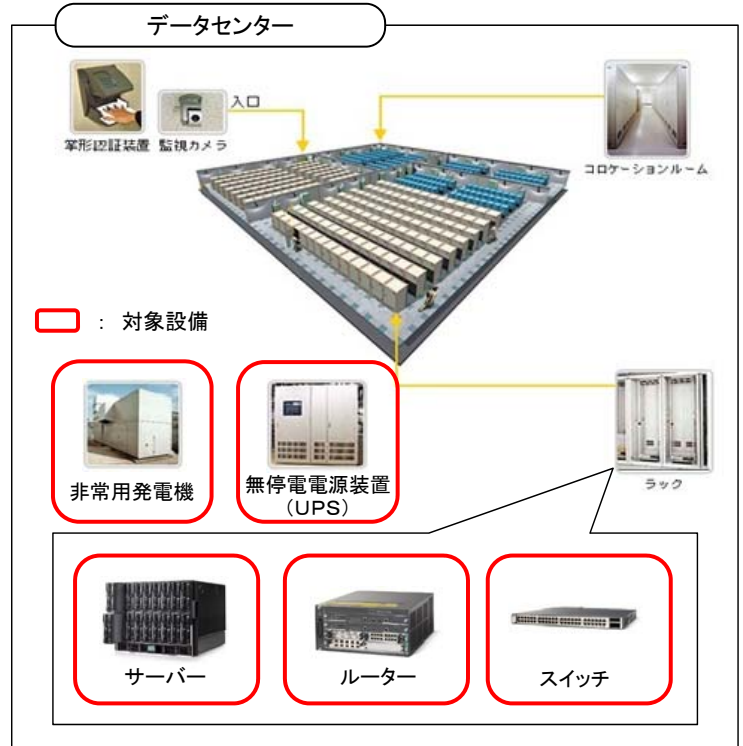 データセンター
入口
掌形認証装置
監視カメラ
コロケーションルーム
： 対象設備
非常用発電機
無停電電源装置
（UPS）
ラック
サーバー
ルーター
スイッチ